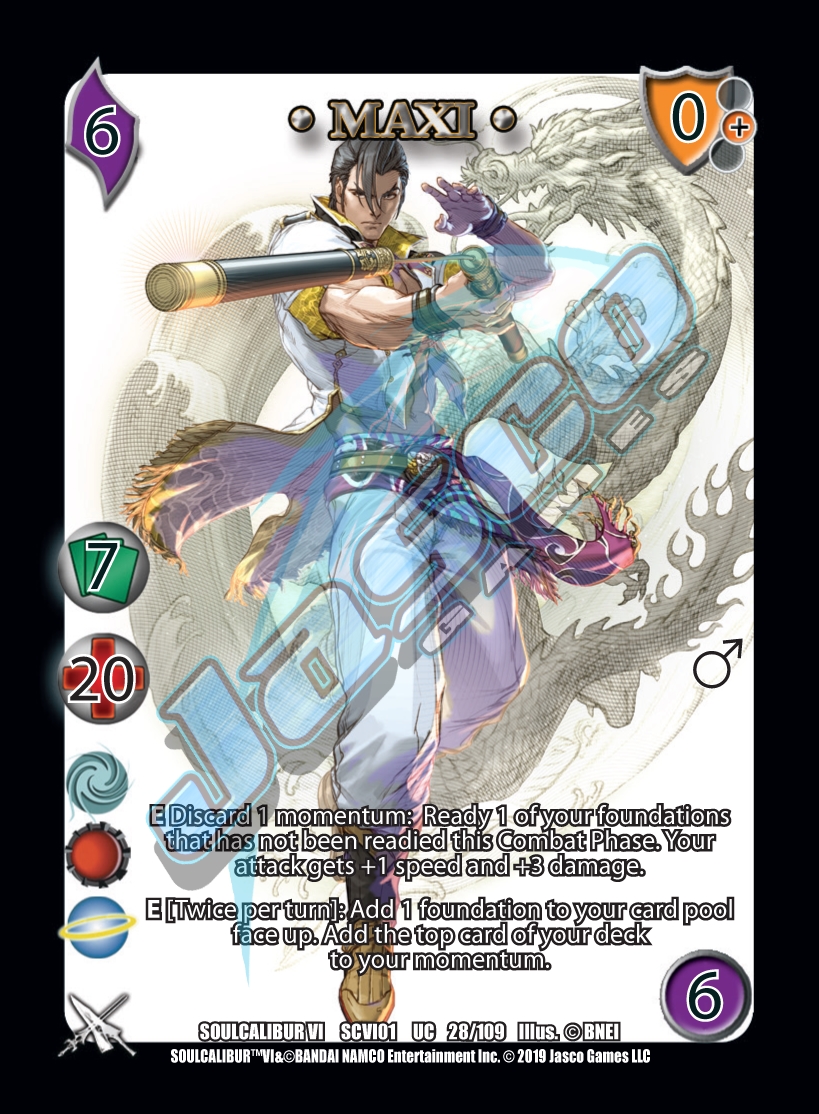 6
• MAXI •
0
+
7
20
Jasco
GAMES
E Discard 1 momentum: Ready 1 of your foundations
that has not been readied this Combat Phase. Your
attack gets +1 speed and +3 damage.
E [Twice per turn]: Add 1 foundation to your card pool
face up. Add the top card of your deck
to your momentum.
6
SOULCALIBUR VI SCVI01 UC 28/109 Illus. © BNEI
SOULCALIBUR™VI&©BANDAI NAMCO Entertainment Inc. © 2019 Jasco Games LLC